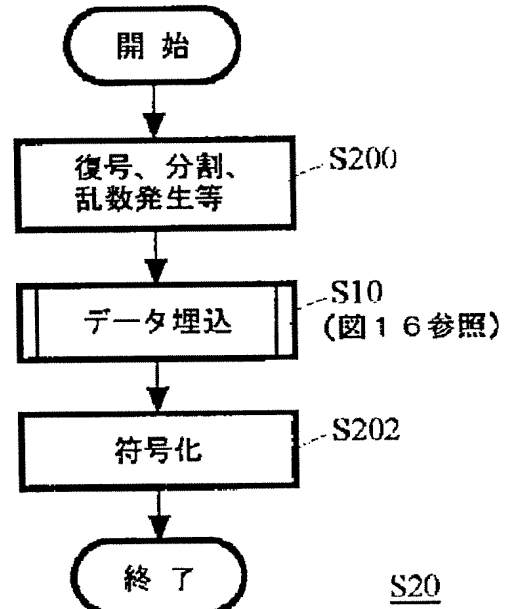 開 始
復号、分割、
乱数発生等
S200
データ埋込
S10
(図16参照)
符号化
S202
終 了
S20